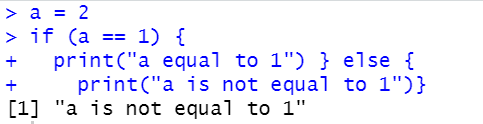 > a = 2
> if (a == 1) {
+   print("a equal to 1") } else {
+     print("a is not equal to 1")}
[1] "a is not equal to 1"